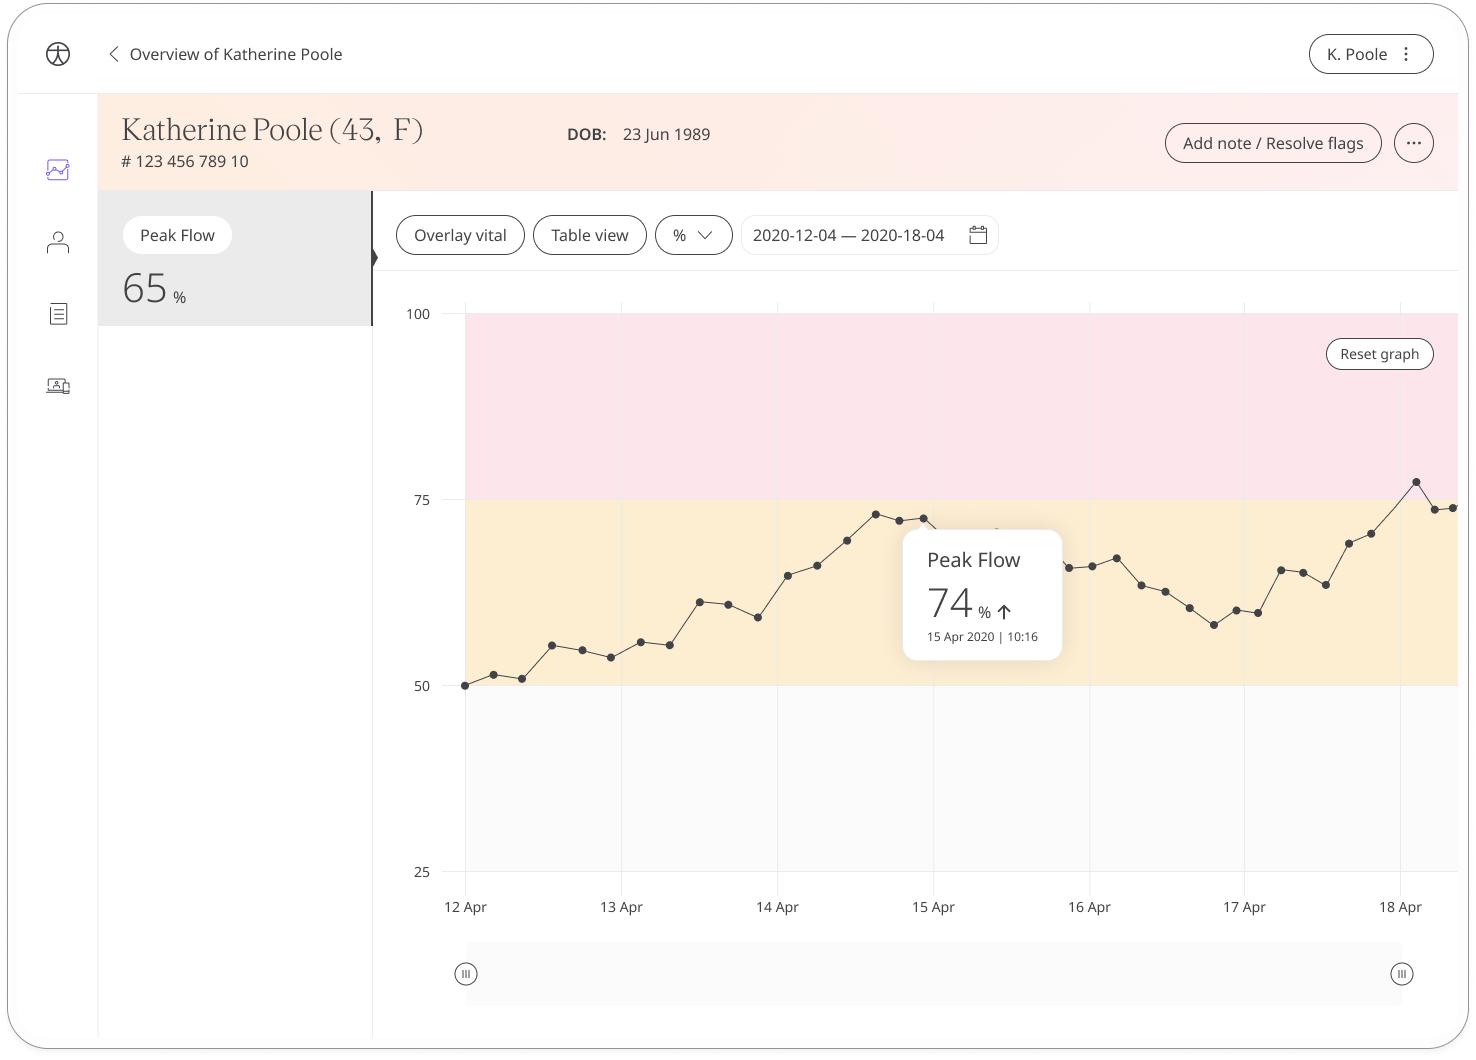 Overview of Katherine Poole
K. Poole
Katherine Poole (43, F)
# 123 456 789 10
DOB: 23 Jun 1989
Add note / Resolve flags
Peak Flow
65 %
Overlay vital
Table view
%
2020-12-04 — 2020-18-04
100
Reset graph
75
Peak Flow
74 % ↑
15 Apr 2020 | 10:16
50
25
12 Apr 13 Apr 14 Apr 15 Apr 16 Apr 17 Apr 18 Apr